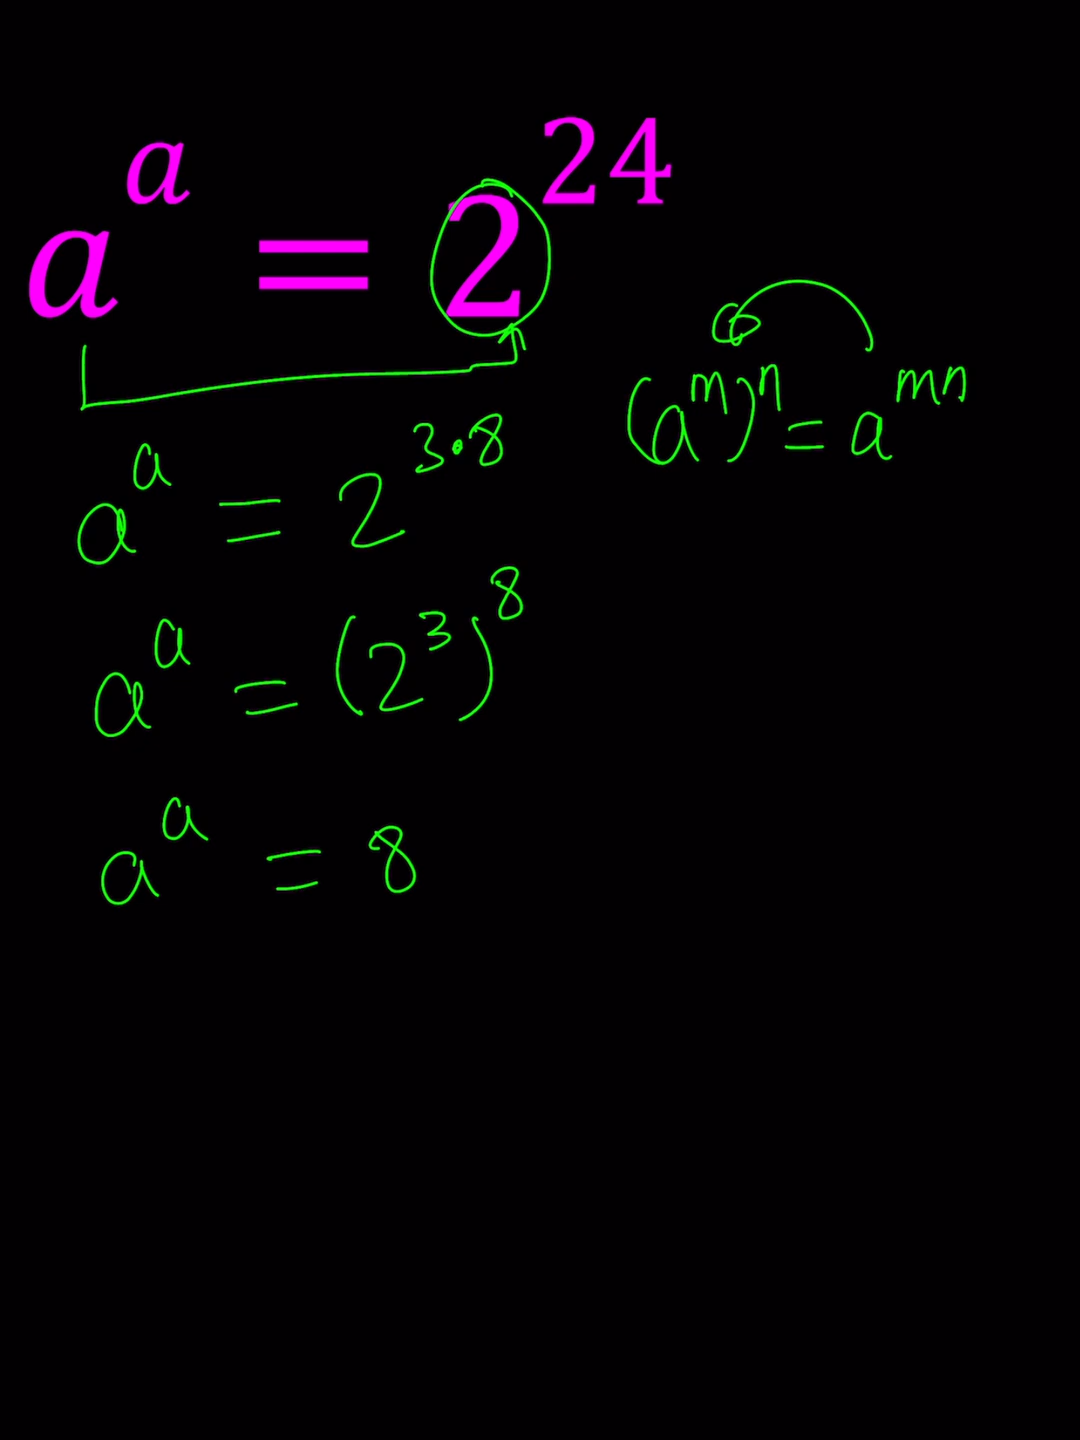 a^a = 2^24
(a^m)^n = a^mn
a^a = 2^3·8
a^a = (2^3)^8
a^a = 8